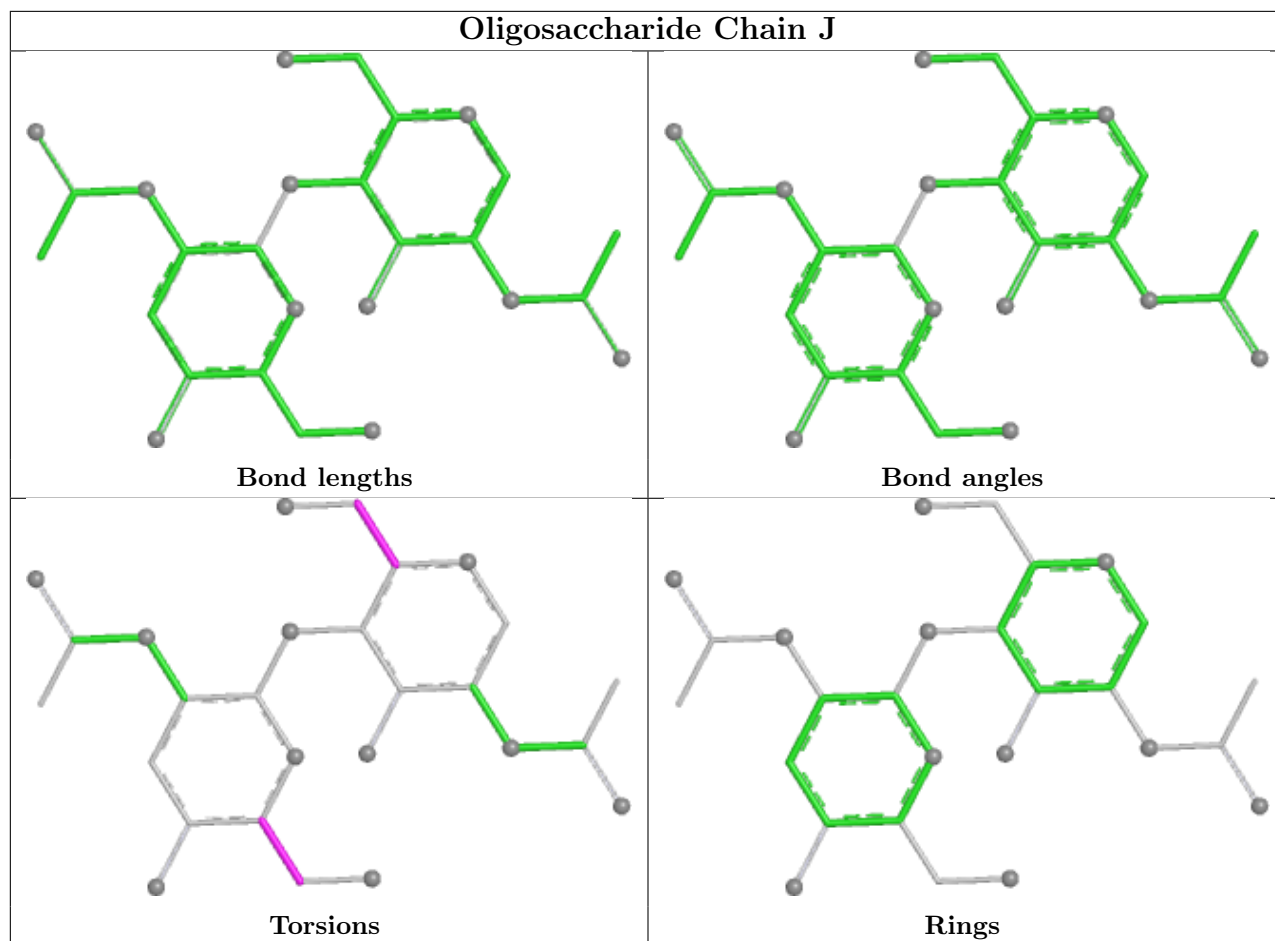 Oligosaccharide Chain J
Bond lengths
Bond angles
Torsions
Rings